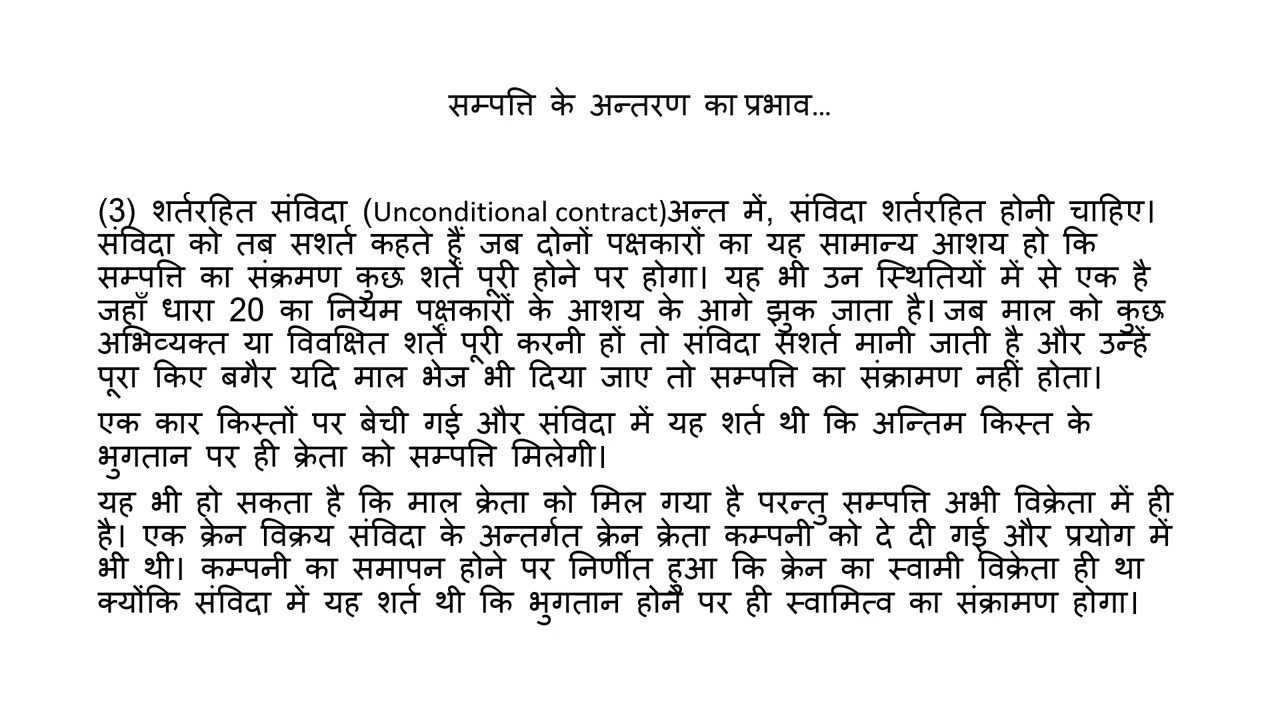 सम्पत्ति के अन्तरण का प्रभाव...
(3) शर्तरहित संविदा (Unconditional contract)अन्त में, संविदा शर्तरहित होनी चाहिए।
संविदा को तब सशर्त कहते हैं जब दोनों पक्षकारों का यह सामान्य आशय हो कि
सम्पत्ति का संक्रमण कुछ शर्तें पूरी होने पर होगा। यह भी उन स्थितियों में से एक है
जहाँ धारा 20 का नियम पक्षकारों के आशय के आगे झुक जाता है। जब माल को कुछ
अभिव्यक्त या विवक्षित शर्तें पूरी करनी हों तो संविदा सशर्त मानी जाती है और उन्हें
पूरा किए बगैर यदि माल भेज भी दिया जाए तो सम्पत्ति का संक्रामण नहीं होता।
एक कार किस्तों पर बेची गई और संविदा में यह शर्त थी कि अन्तिम किस्त के
भुगतान पर ही क्रेता को सम्पत्ति मिलेगी।
यह भी हो सकता है कि माल क्रेता को मिल गया है परन्तु सम्पत्ति अभी विक्रेता में ही
है। एक क्रेन विक्रय संविदा के अन्तर्गत क्रेन क्रेता कम्पनी को दे दी गई और प्रयोग में
भी थी। कम्पनी का समापन होने पर निर्णीत हुआ कि क्रेन का स्वामी विक्रेता ही था
क्योंकि संविदा में यह शर्त थी कि भुगतान होने पर ही स्वामित्व का संक्रामण होगा।